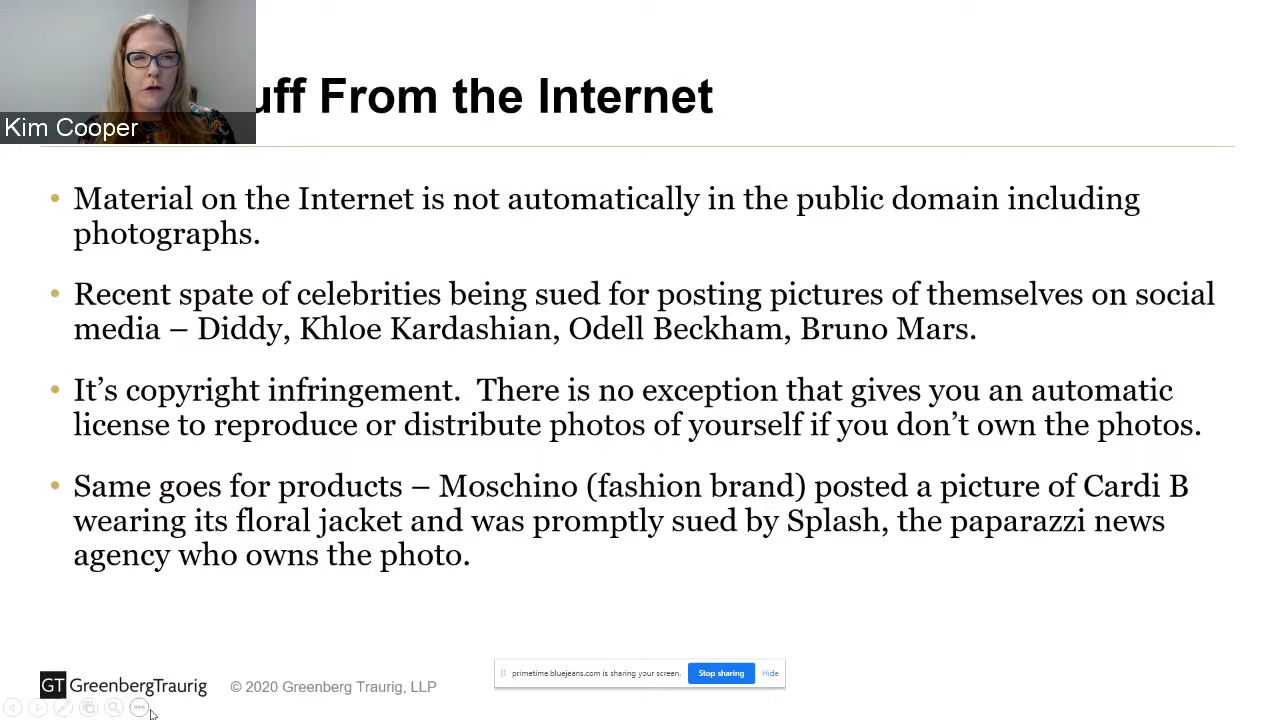 Kim Cooper
uff From the Internet
• Material on the Internet is not automatically in the public domain including
photographs.
• Recent spate of celebrities being sued for posting pictures of themselves on social
media – Diddy, Khloe Kardashian, Odell Beckham, Bruno Mars.
• It’s copyright infringement.  There is no exception that gives you an automatic
license to reproduce or distribute photos of yourself if you don’t own the photos.
• Same goes for products – Moschino (fashion brand) posted a picture of Cardi B
wearing its floral jacket and was promptly sued by Splash, the paparazzi news
agency who owns the photo.
primetime.bluejeans.com is sharing your screen. Stop sharing Hide
GT GreenbergTraurig © 2020 Greenberg Traurig, LLP